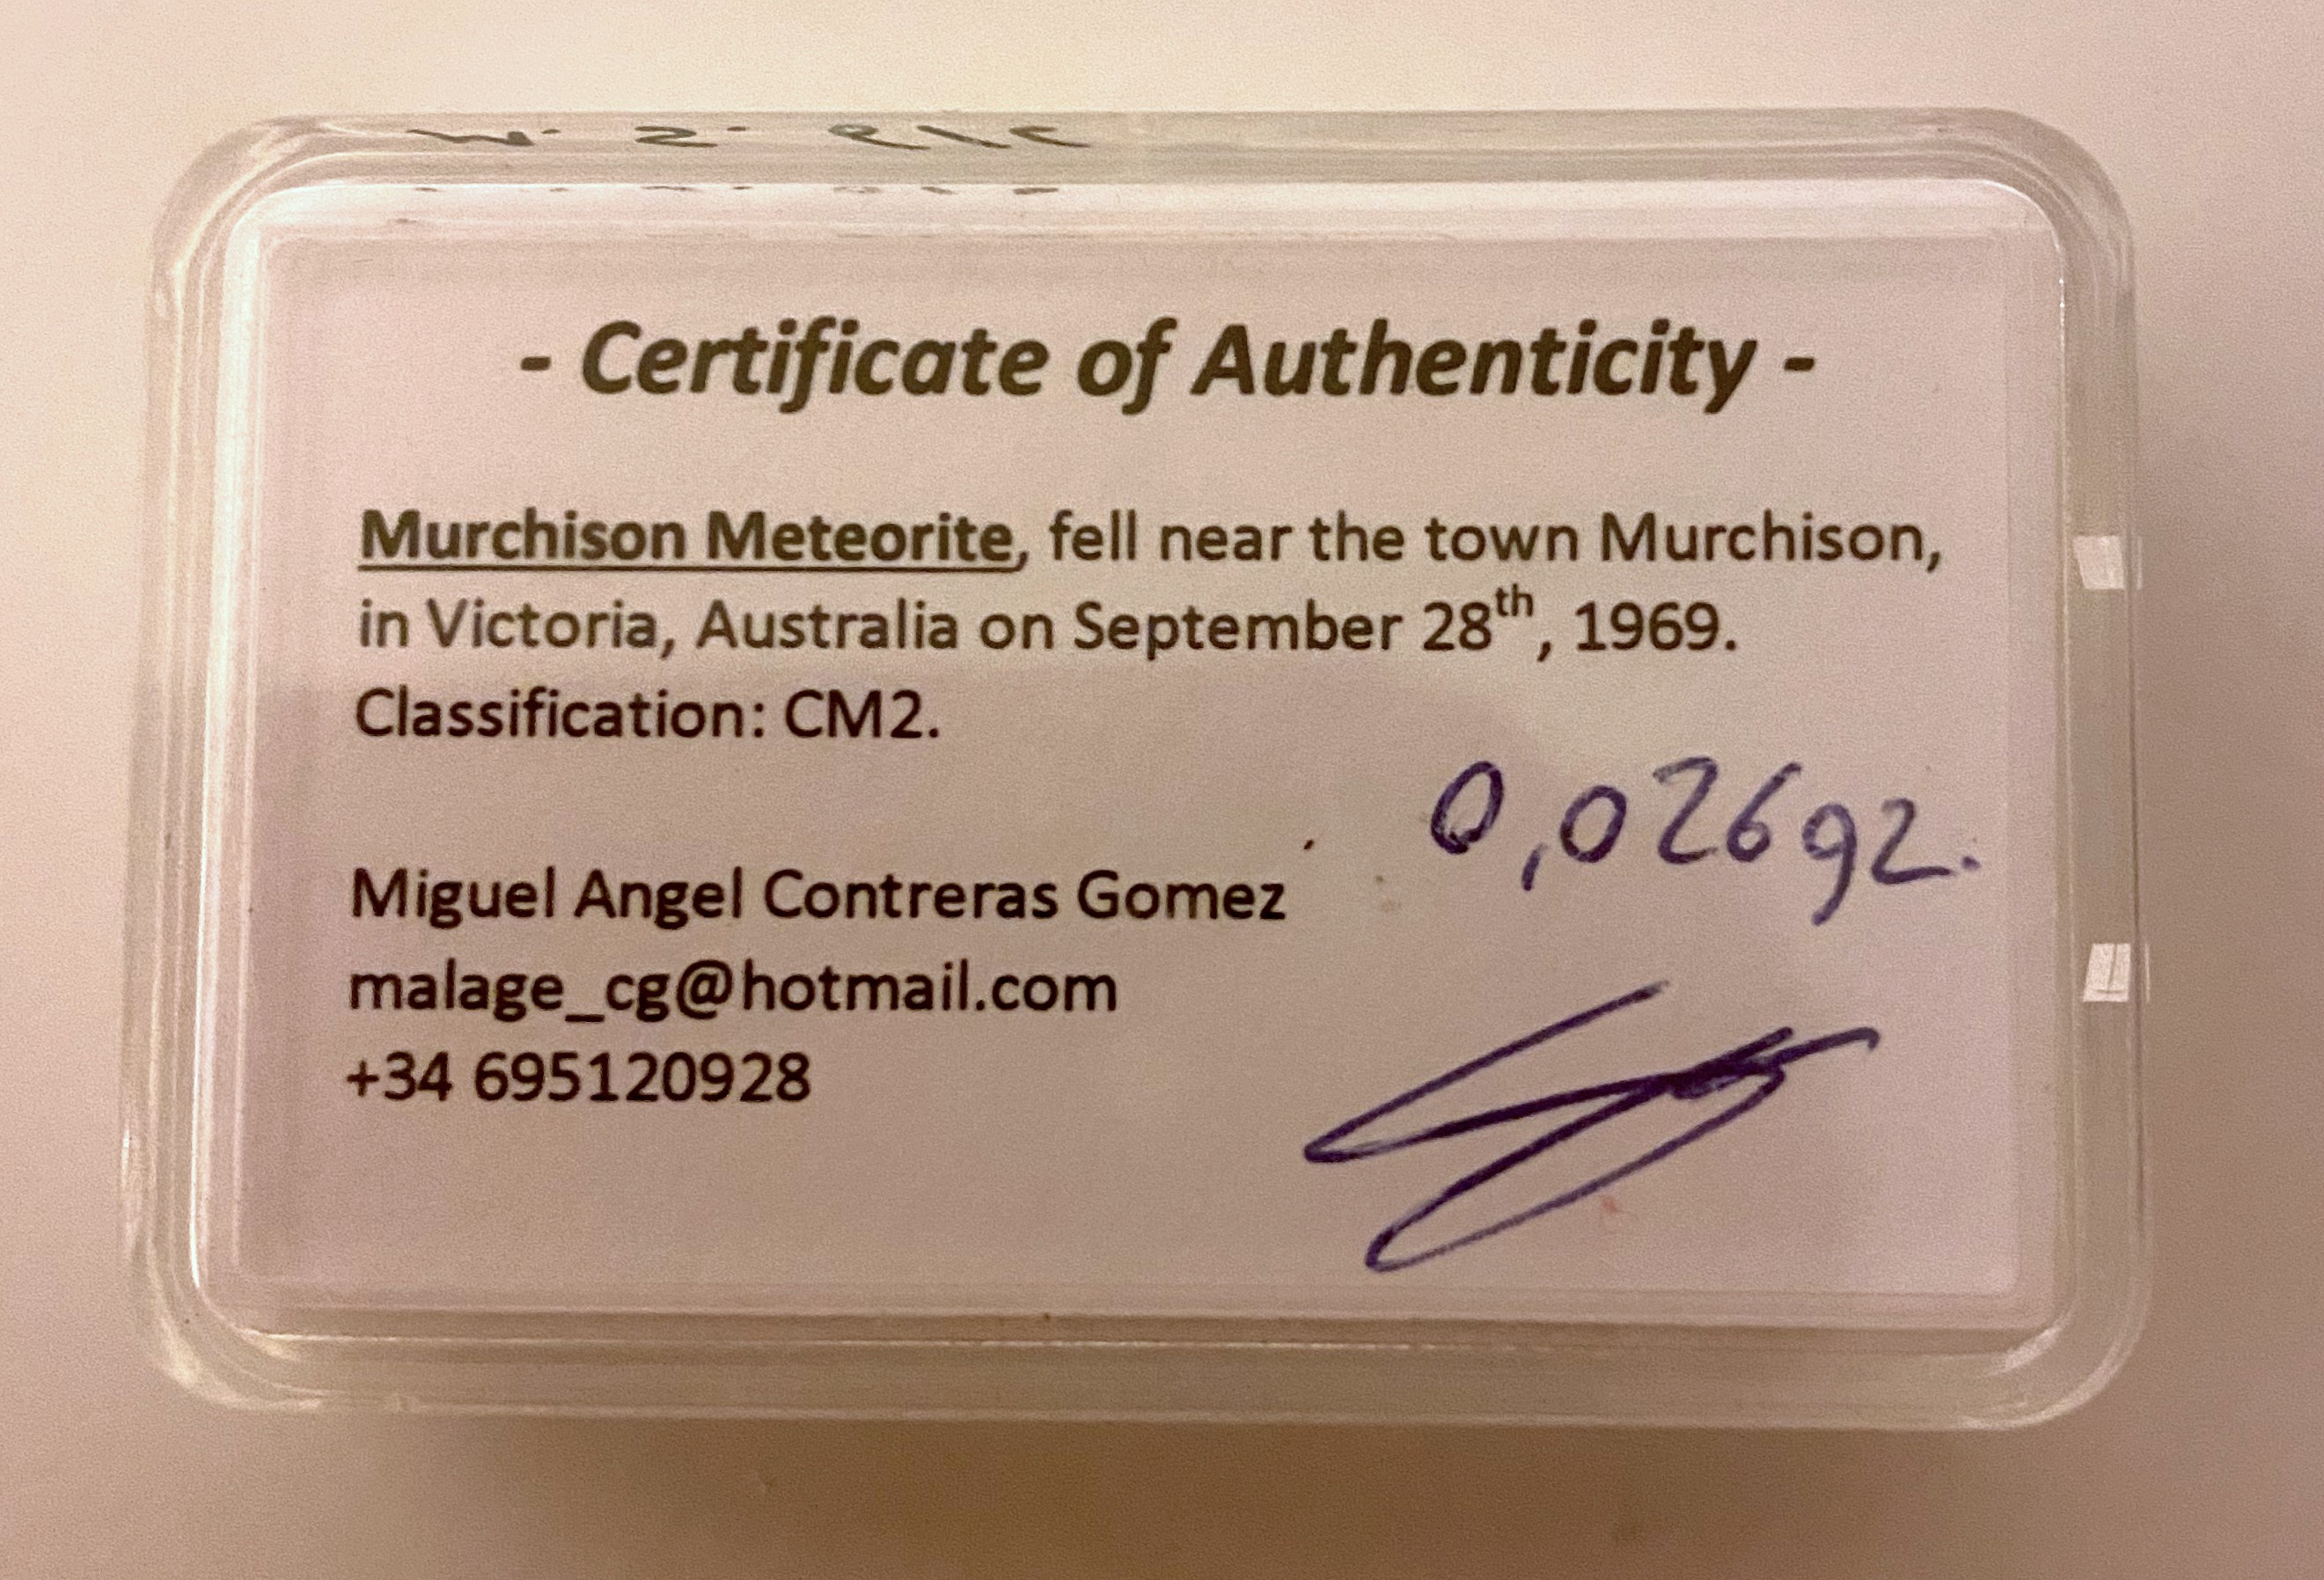 - Certificate of Authenticity -
Murchison Meteorite, fell near the town Murchison,
in Victoria, Australia on September 28th, 1969.
Classification: CM2.
0,026gr.
Miguel Angel Contreras Gomez
malage_cg@hotmail.com
+34 695120928